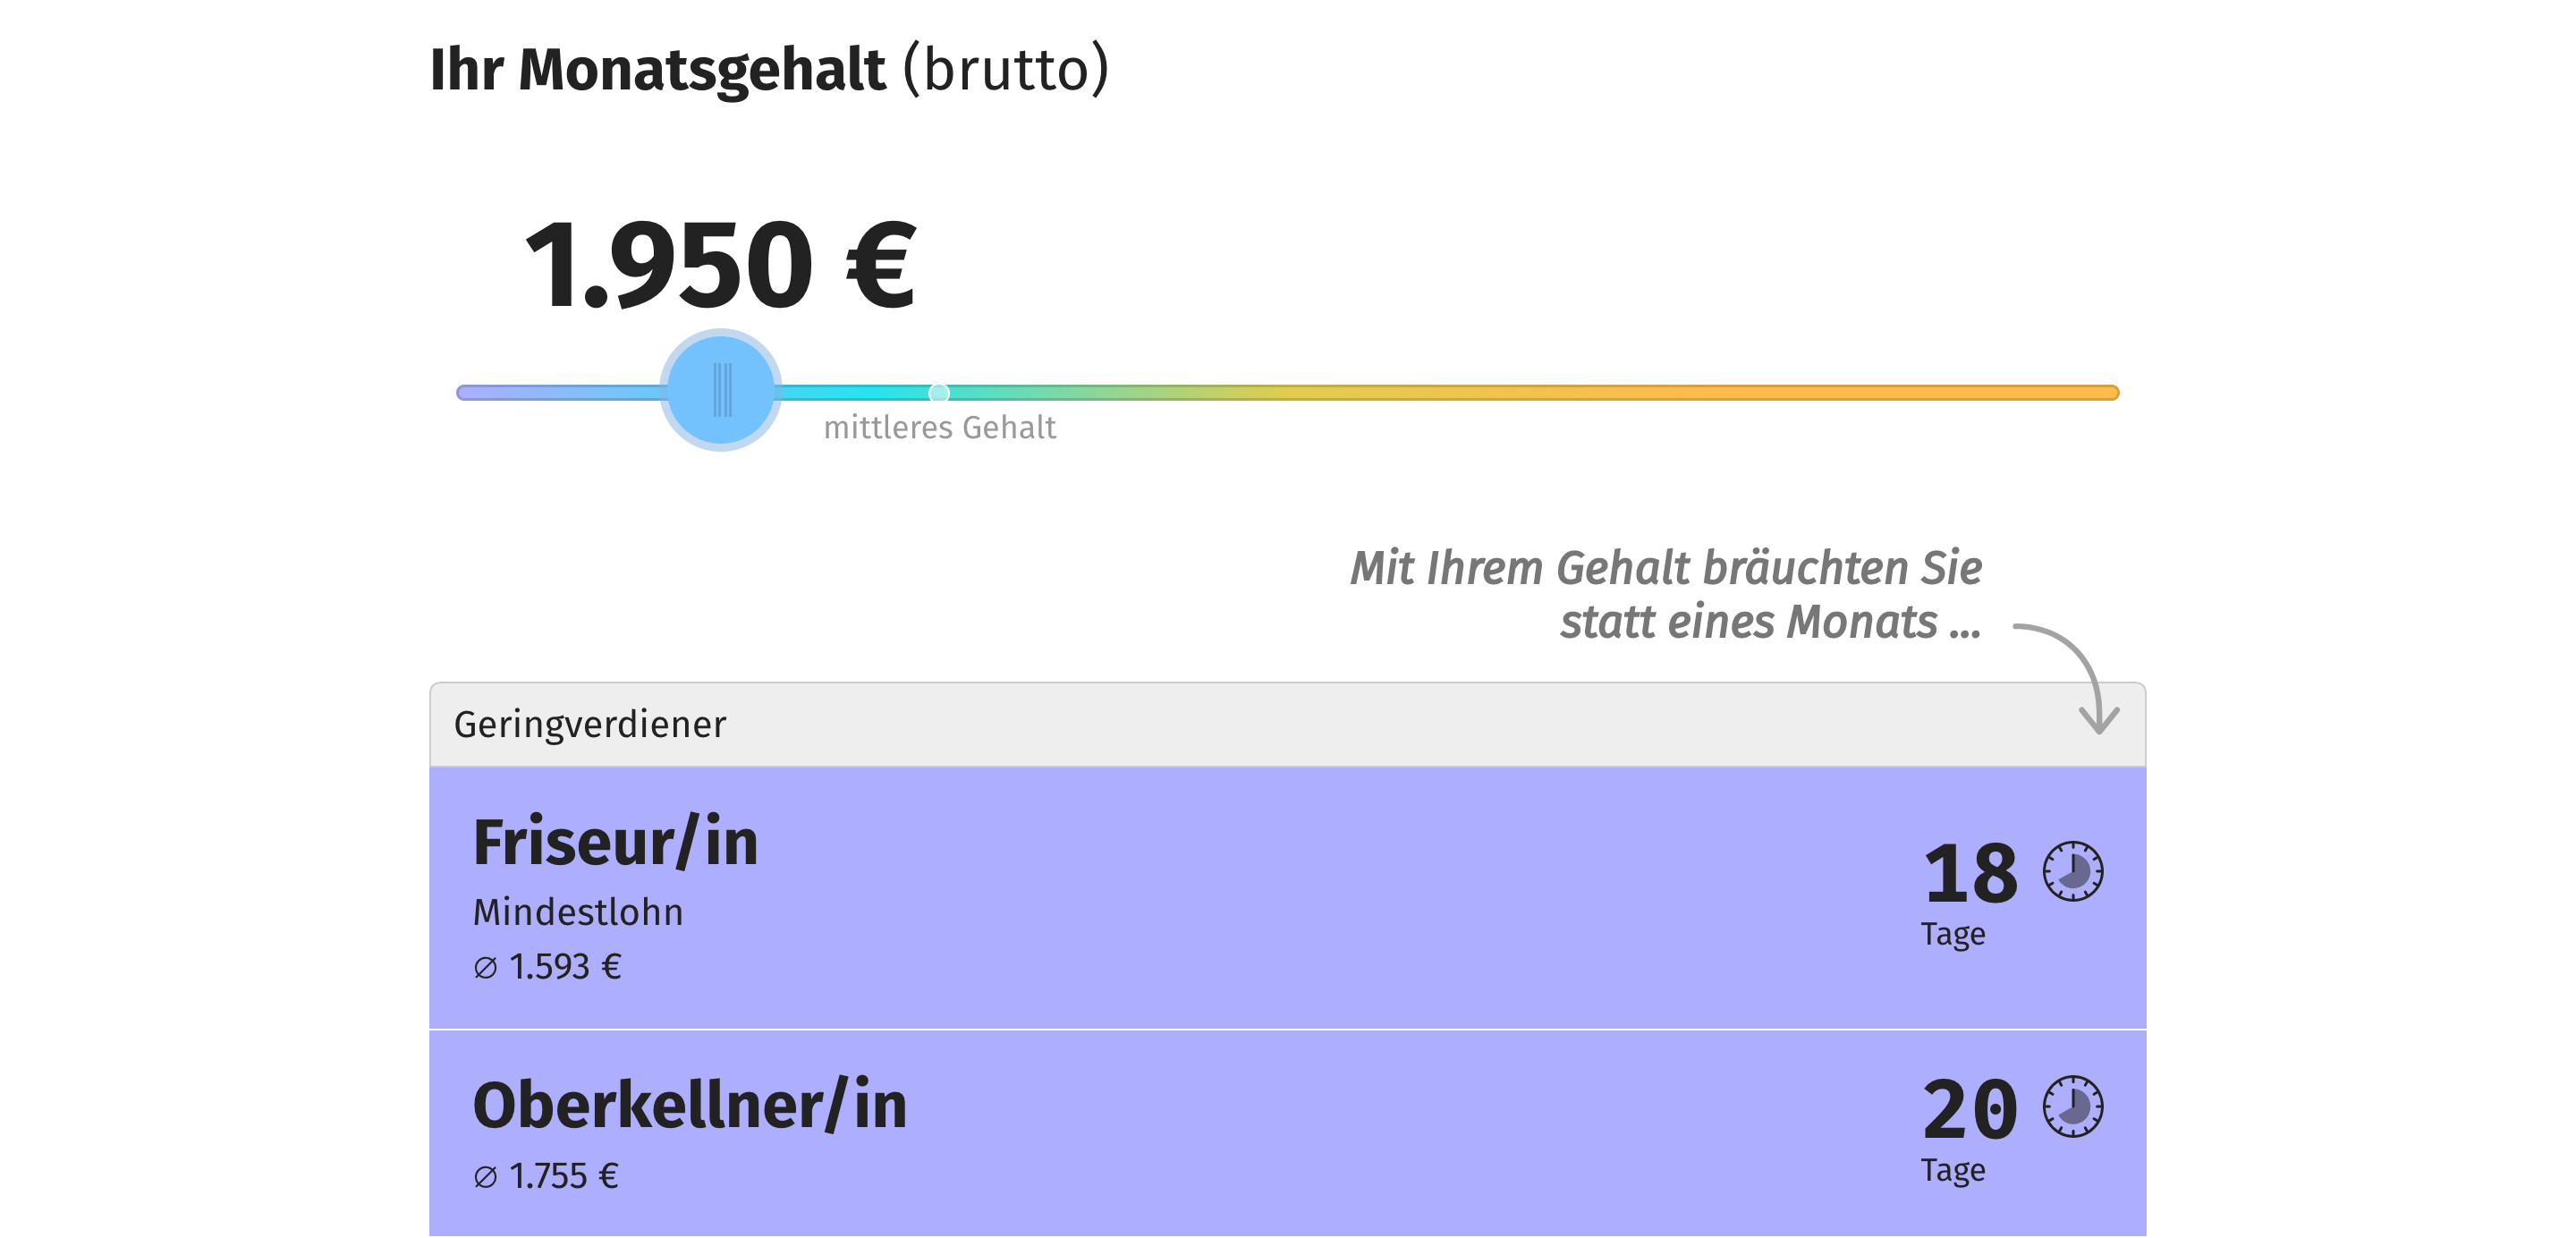 Ihr Monatsgehalt (brutto)
1.950 €
mittleres Gehalt
Mit Ihrem Gehalt bräuchten Sie
statt eines Monats ...
Geringverdiener
Friseur/in
Mindestlohn
∅ 1.593 €
18
Tage
Oberkellner/in
∅ 1.755 €
20
Tage